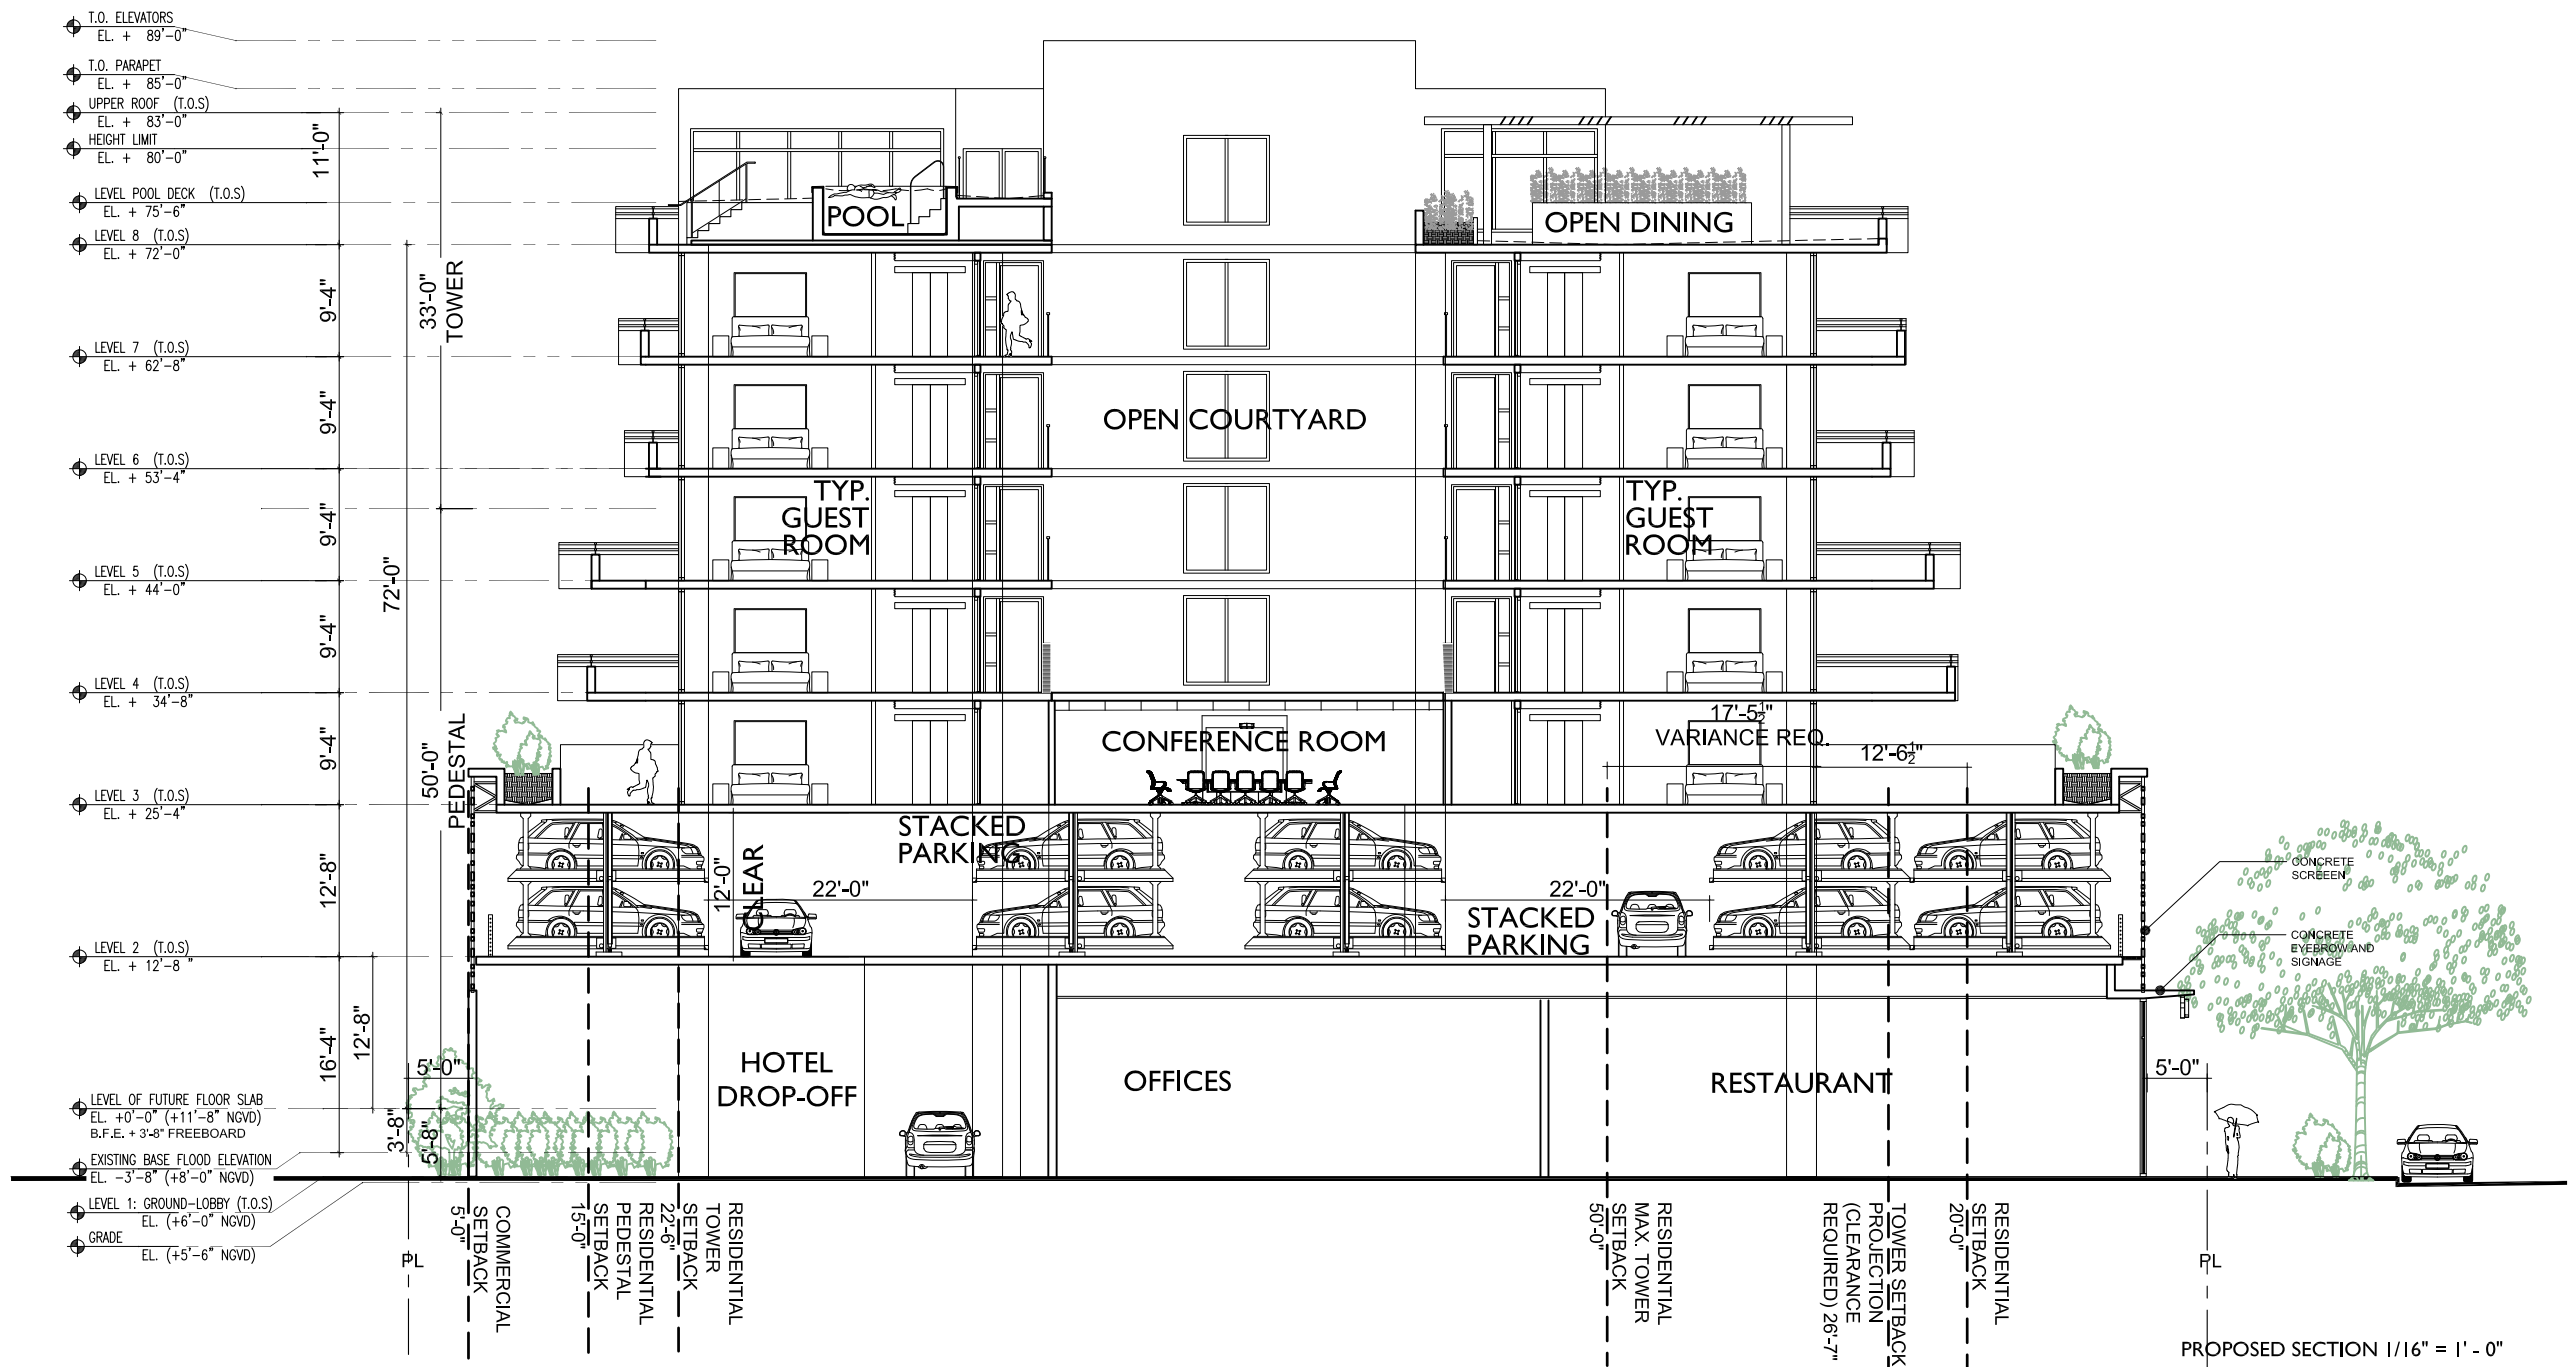 T.O. ELEVATORS
EL. + 89'-0"
T.O. PARAPET
EL. + 85'-0"
UPPER ROOF (T.O.S)
EL. + 83'-0"
HEIGHT LIMIT
EL. + 80'-0"
LEVEL POOL DECK (T.O.S)
EL. + 75'-6"
LEVEL 8 (T.O.S)
EL. + 72'-0"
LEVEL 7 (T.O.S)
EL. + 62'-8"
LEVEL 6 (T.O.S)
EL. + 53'-4"
LEVEL 5 (T.O.S)
EL. + 44'-0"
LEVEL 4 (T.O.S)
EL. + 34'-8"
LEVEL 3 (T.O.S)
EL. + 25'-4"
LEVEL 2 (T.O.S)
EL. + 12'-8 "
LEVEL OF FUTURE FLOOR SLAB
EL. +0'-0" (+11'-8" NGVD)
B.F.E. + 3'-8" FREEBOARD
EXISTING BASE FLOOD ELEVATION
EL. -3'-8" (+8'-0" NGVD)
LEVEL 1: GROUND-LOBBY (T.O.S)
EL. (+6'-0" NGVD)
GRADE
EL. (+5'-6" NGVD)
11'-0"
9'-4"
9'-4"
9'-4"
9'-4"
9'-4"
12'-8"
16'-4"
12'-8"
72'-0"
33'-0"
TOWER
50'-0"
PEDESTAL
5'-0"
3'-8"
5'-8"
POOL
OPEN DINING
OPEN COURTYARD
TYP.
GUEST
ROOM
TYP.
GUEST
ROOM
CONFERENCE ROOM
17'-5½"
VARIANCE REQ.
12'-6½"
STACKED
PARKING
12'-0"
CLEAR
22'-0"
22'-0"
STACKED
PARKING
CONCRETE
SCREEEN
CONCRETE
EYEBROW AND
SIGNAGE
HOTEL
DROP-OFF
OFFICES
RESTAURANT
5'-0"
PL
COMMERCIAL
SETBACK
5'-0"
RESIDENTIAL
PEDESTAL
SETBACK
15'-0"
RESIDENTIAL
TOWER
SETBACK
22'-6"
RESIDENTIAL
MAX. TOWER
SETBACK
50'-0"
TOWER SETBACK
PROJECTION
(CLEARANCE
REQUIRED) 26'-7"
RESIDENTIAL
SETBACK
20'-0"
PL
PROPOSED SECTION 1/16" = 1' - 0"